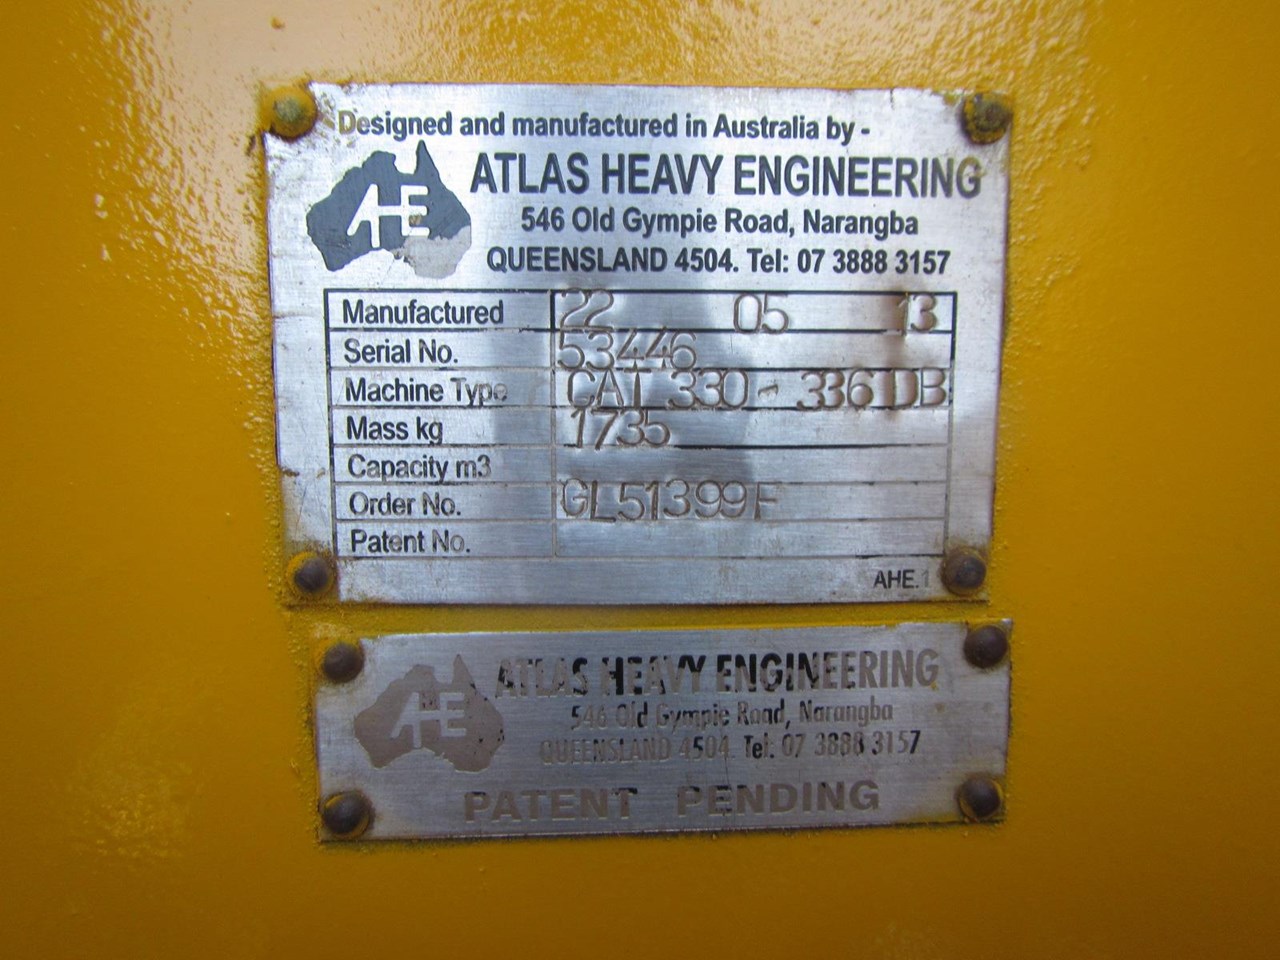 Designed and manufactured in Australia by -
AHE
ATLAS HEAVY ENGINEERING
546 Old Gympie Road, Narangba
QUEENSLAND 4504. Tel: 07 3888 3157
Manufactured 22 05 13
Serial No. 53446
Machine Type CAT 330 - 336 DB
Mass kg 1735
Capacity m3
Order No. GL51399F
Patent No.
AHE.1
AHE
ATLAS HEAVY ENGINEERING
546 Old Gympie Road, Narangba
QUEENSLAND 4504. Tel: 07 3888 3157
PATENT PENDING